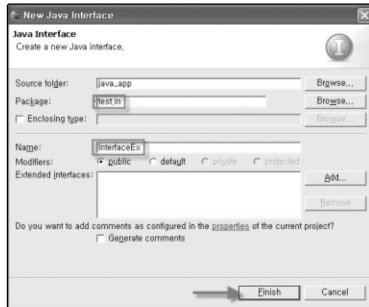 New Java Interface
Java Interface
Create a new Java interface.
Source folder: java_app Browse...
Package: test.in Browse...
Enclosing type: Browse...
Name: InterfaceEx
Modifiers: public default private protected
Extended interfaces: Add...
Remove
Do you want to add comments as configured in the properties of the current project?
Generate comments
Finish Cancel